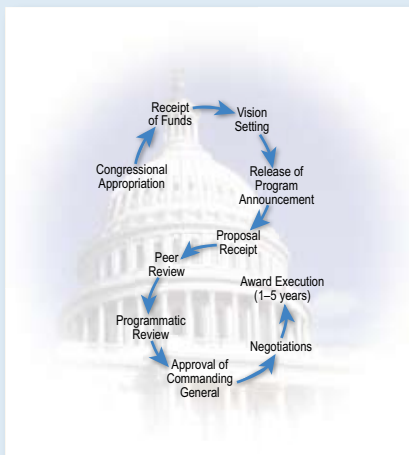 Congressional
Appropriation
Receipt
of Funds
Vision
Setting
Release of
Program
Announcement
Proposal
Receipt
Peer
Review
Programmatic
Review
Approval of
Commanding
General
Negotiations
Award Execution
(1–5 years)